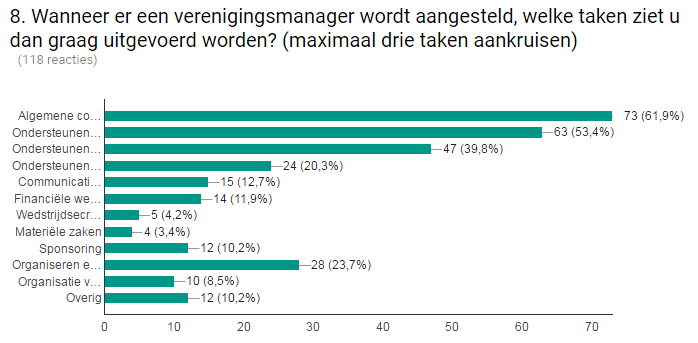 8. Wanneer er een verenigingsmanager wordt aangesteld, welke taken ziet u
dan graag uitgevoerd worden? (maximaal drie taken aankruisen)
(118 reacties)
Algemene co... 73 (61,9%)
Ondersteunen... 63 (53,4%)
Ondersteunen... 47 (39,8%)
Ondersteunen... 24 (20,3%)
Communicati... 15 (12,7%)
Financiële we... 14 (11,9%)
Wedstrijdsecr... 5 (4,2%)
Materiële zaken 4 (3,4%)
Sponsoring 12 (10,2%)
Organiseren e... 28 (23,7%)
Organisatie v... 10 (8,5%)
Overig 12 (10,2%)
0 10 20 30 40 50 60 70